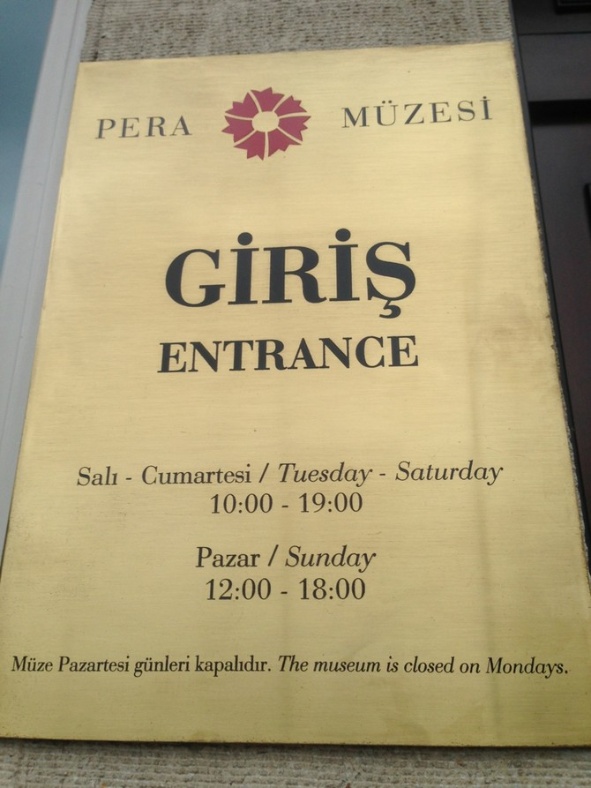 PERA MÜZESİ
GİRİŞ
ENTRANCE
Salı - Cumartesi / Tuesday - Saturday
10:00 - 19:00
Pazar / Sunday
12:00 - 18:00
Müze Pazartesi günleri kapalıdır. The museum is closed on Mondays.